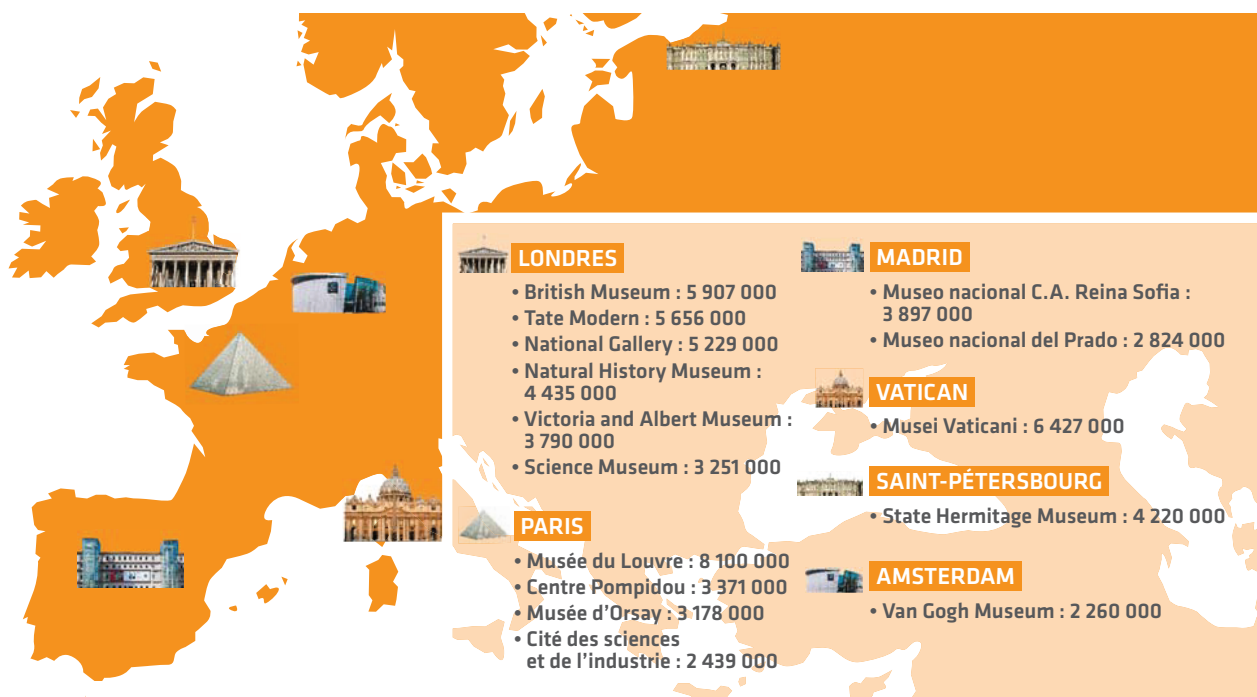 LONDRES
• British Museum : 5 907 000
• Tate Modern : 5 656 000
• National Gallery : 5 229 000
• Natural History Museum :
4 435 000
• Victoria and Albert Museum :
3 790 000
• Science Museum : 3 251 000
PARIS
• Musée du Louvre : 8 100 000
• Centre Pompidou : 3 371 000
• Musée d’Orsay : 3 178 000
• Cité des sciences
et de l’industrie : 2 439 000
MADRID
• Museo nacional C.A. Reina Sofia :
3 897 000
• Museo nacional del Prado : 2 824 000
VATICAN
• Musei Vaticani : 6 427 000
SAINT-PÉTERSBOURG
• State Hermitage Museum : 4 220 000
AMSTERDAM
• Van Gogh Museum : 2 260 000